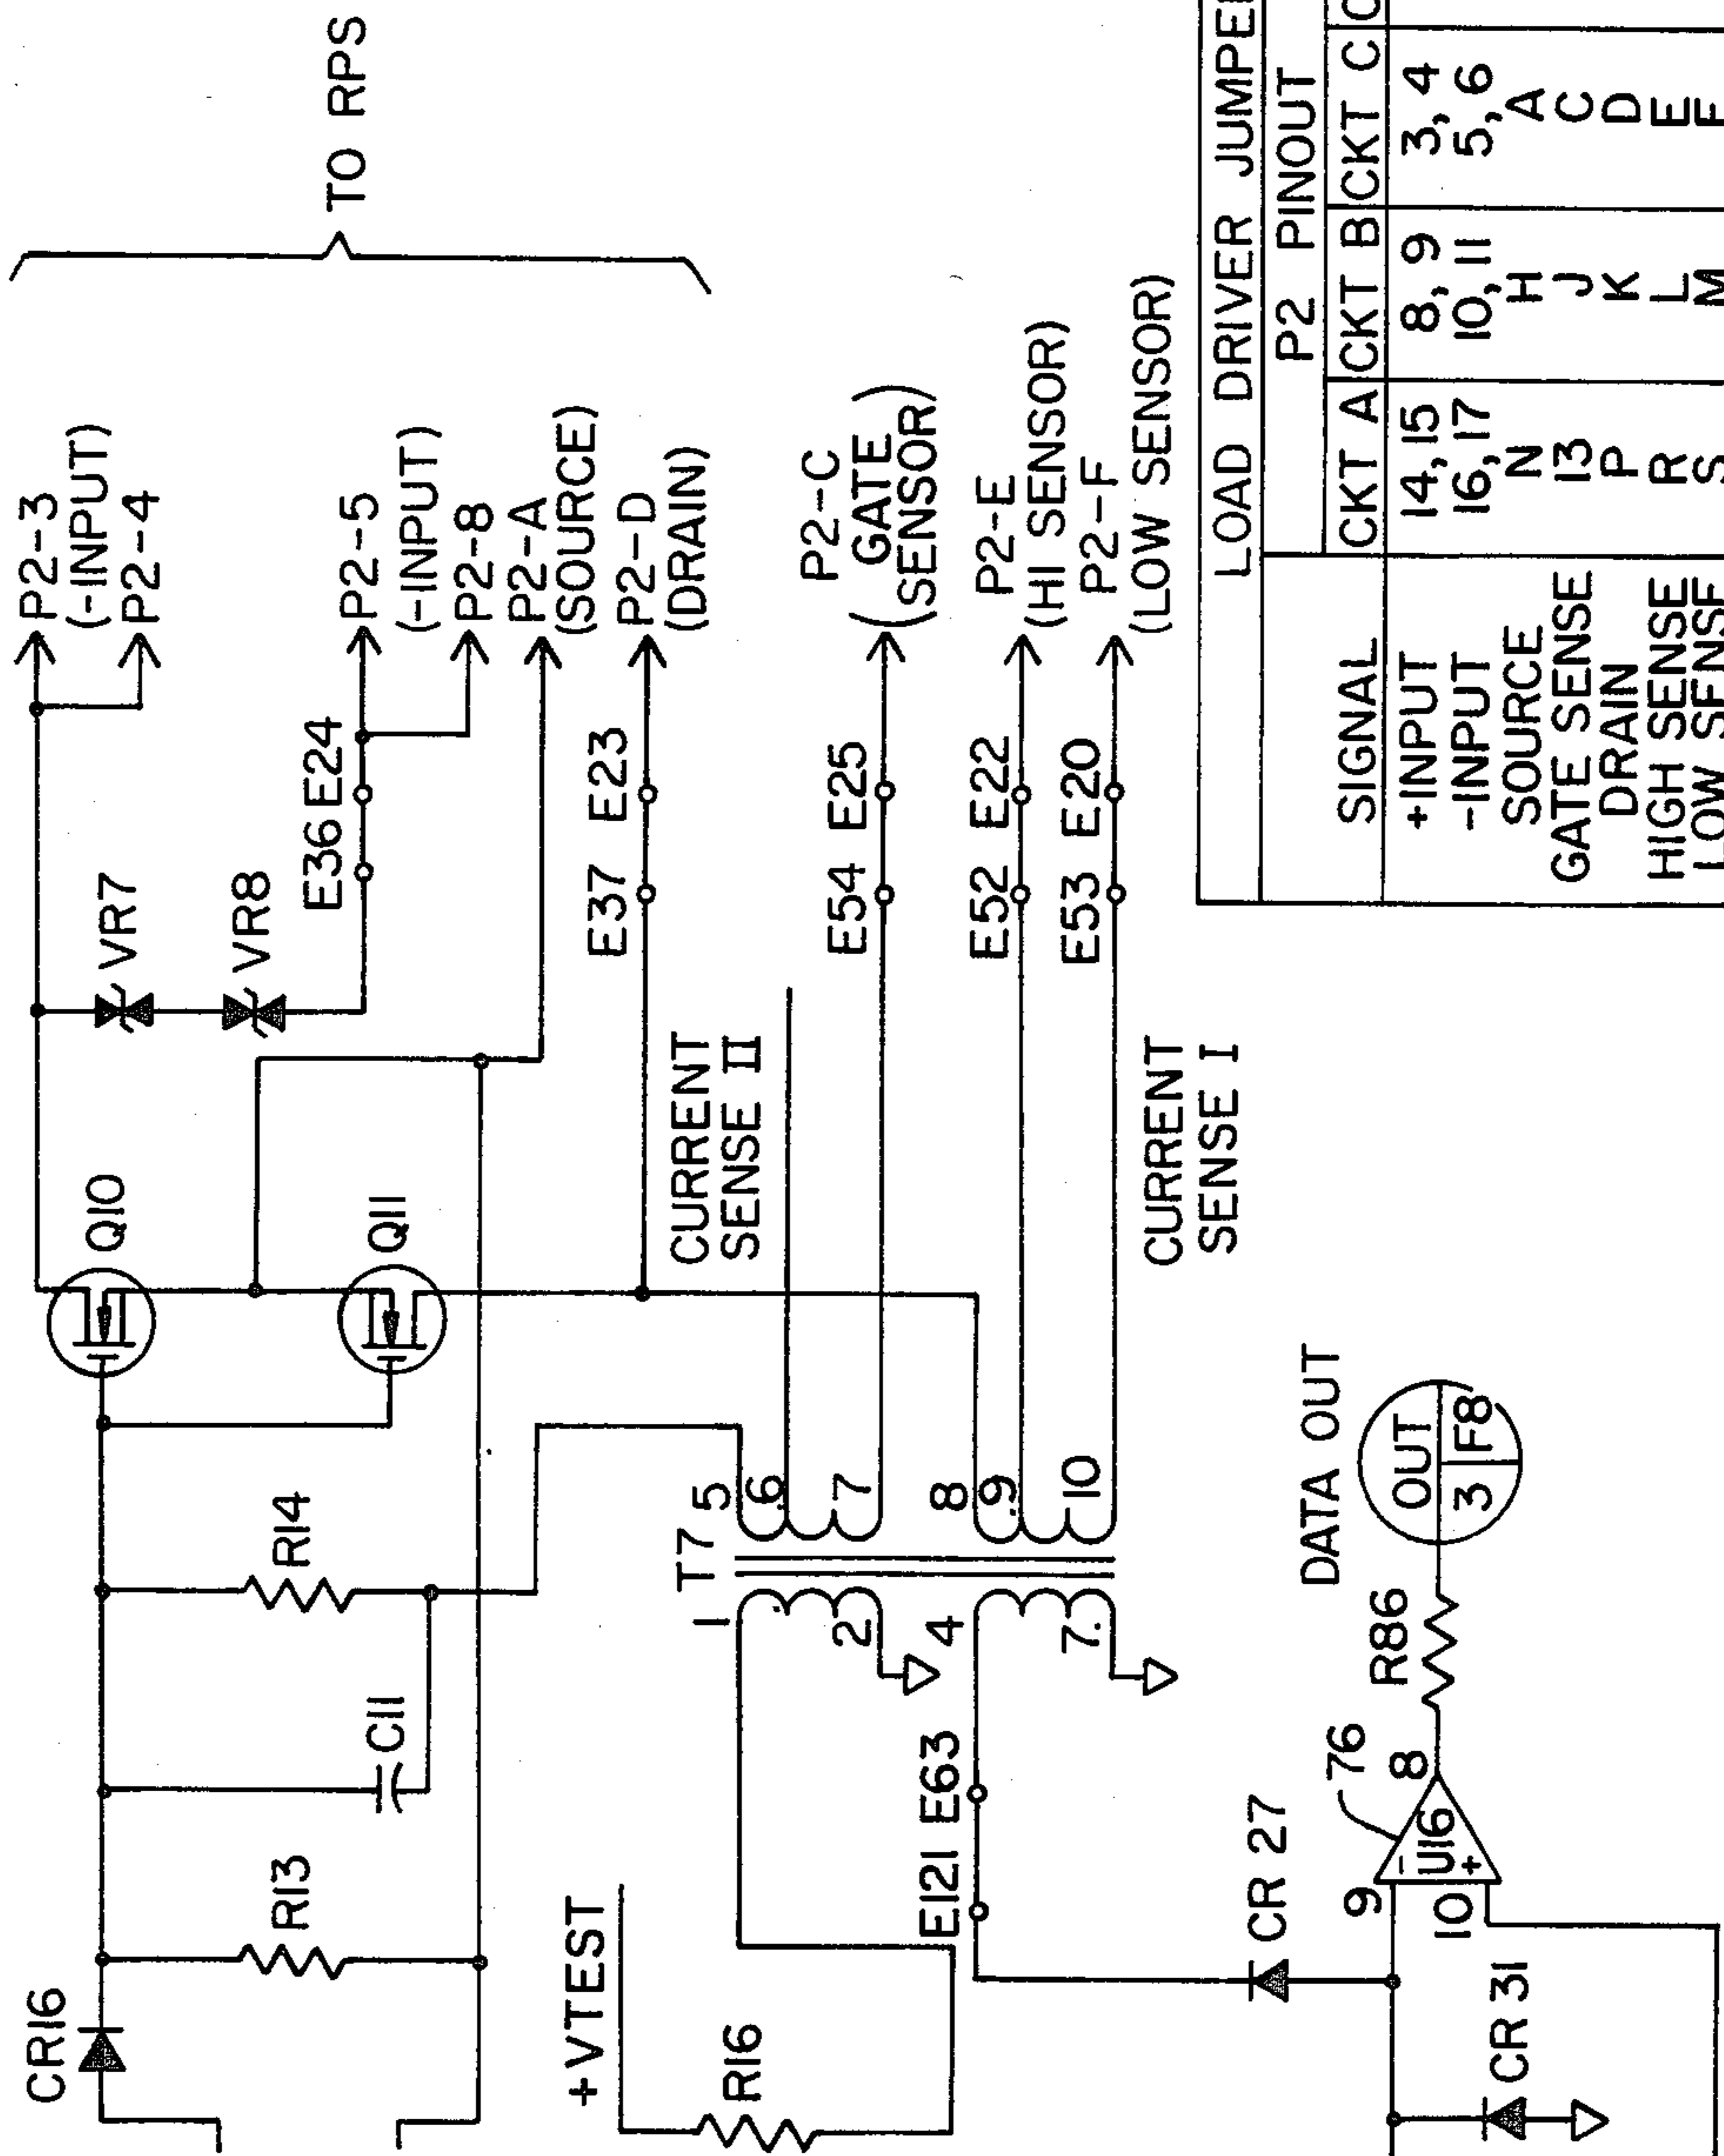 CR16
R13
C11
R14
Q10
Q11
VR7
VR8
E36 E24
P2-3
(-INPUT)
P2-4
P2-5
(-INPUT)
P2-8
P2-A
(SOURCE)
E37 E23
P2-D
(DRAIN)
TO RPS
+VTEST
R16
T7
1
2
4
7
5
6
7
8
9
10
CURRENT
SENSE II
E54 E25
P2-C
(GATE
SENSOR)
E52 E22
P2-E
(HI SENSOR)
E53 E20
P2-F
(LOW SENSOR)
CURRENT
SENSE I
E121 E63
CR 27
CR 31
9
10
-
U16
+
76
8
R86
DATA OUT
OUT
3 F8
LOAD DRIVER
P2 PINOUT
SIGNAL CKT A CKT B CKT C
+INPUT 14,15 8,9 3,4
-INPUT 16,17 10,11 5,6
SOURCE N H A
GATE SENSE 13 J C
DRAIN P K D
HIGH SENSE R L E
LOW SENSE S M F